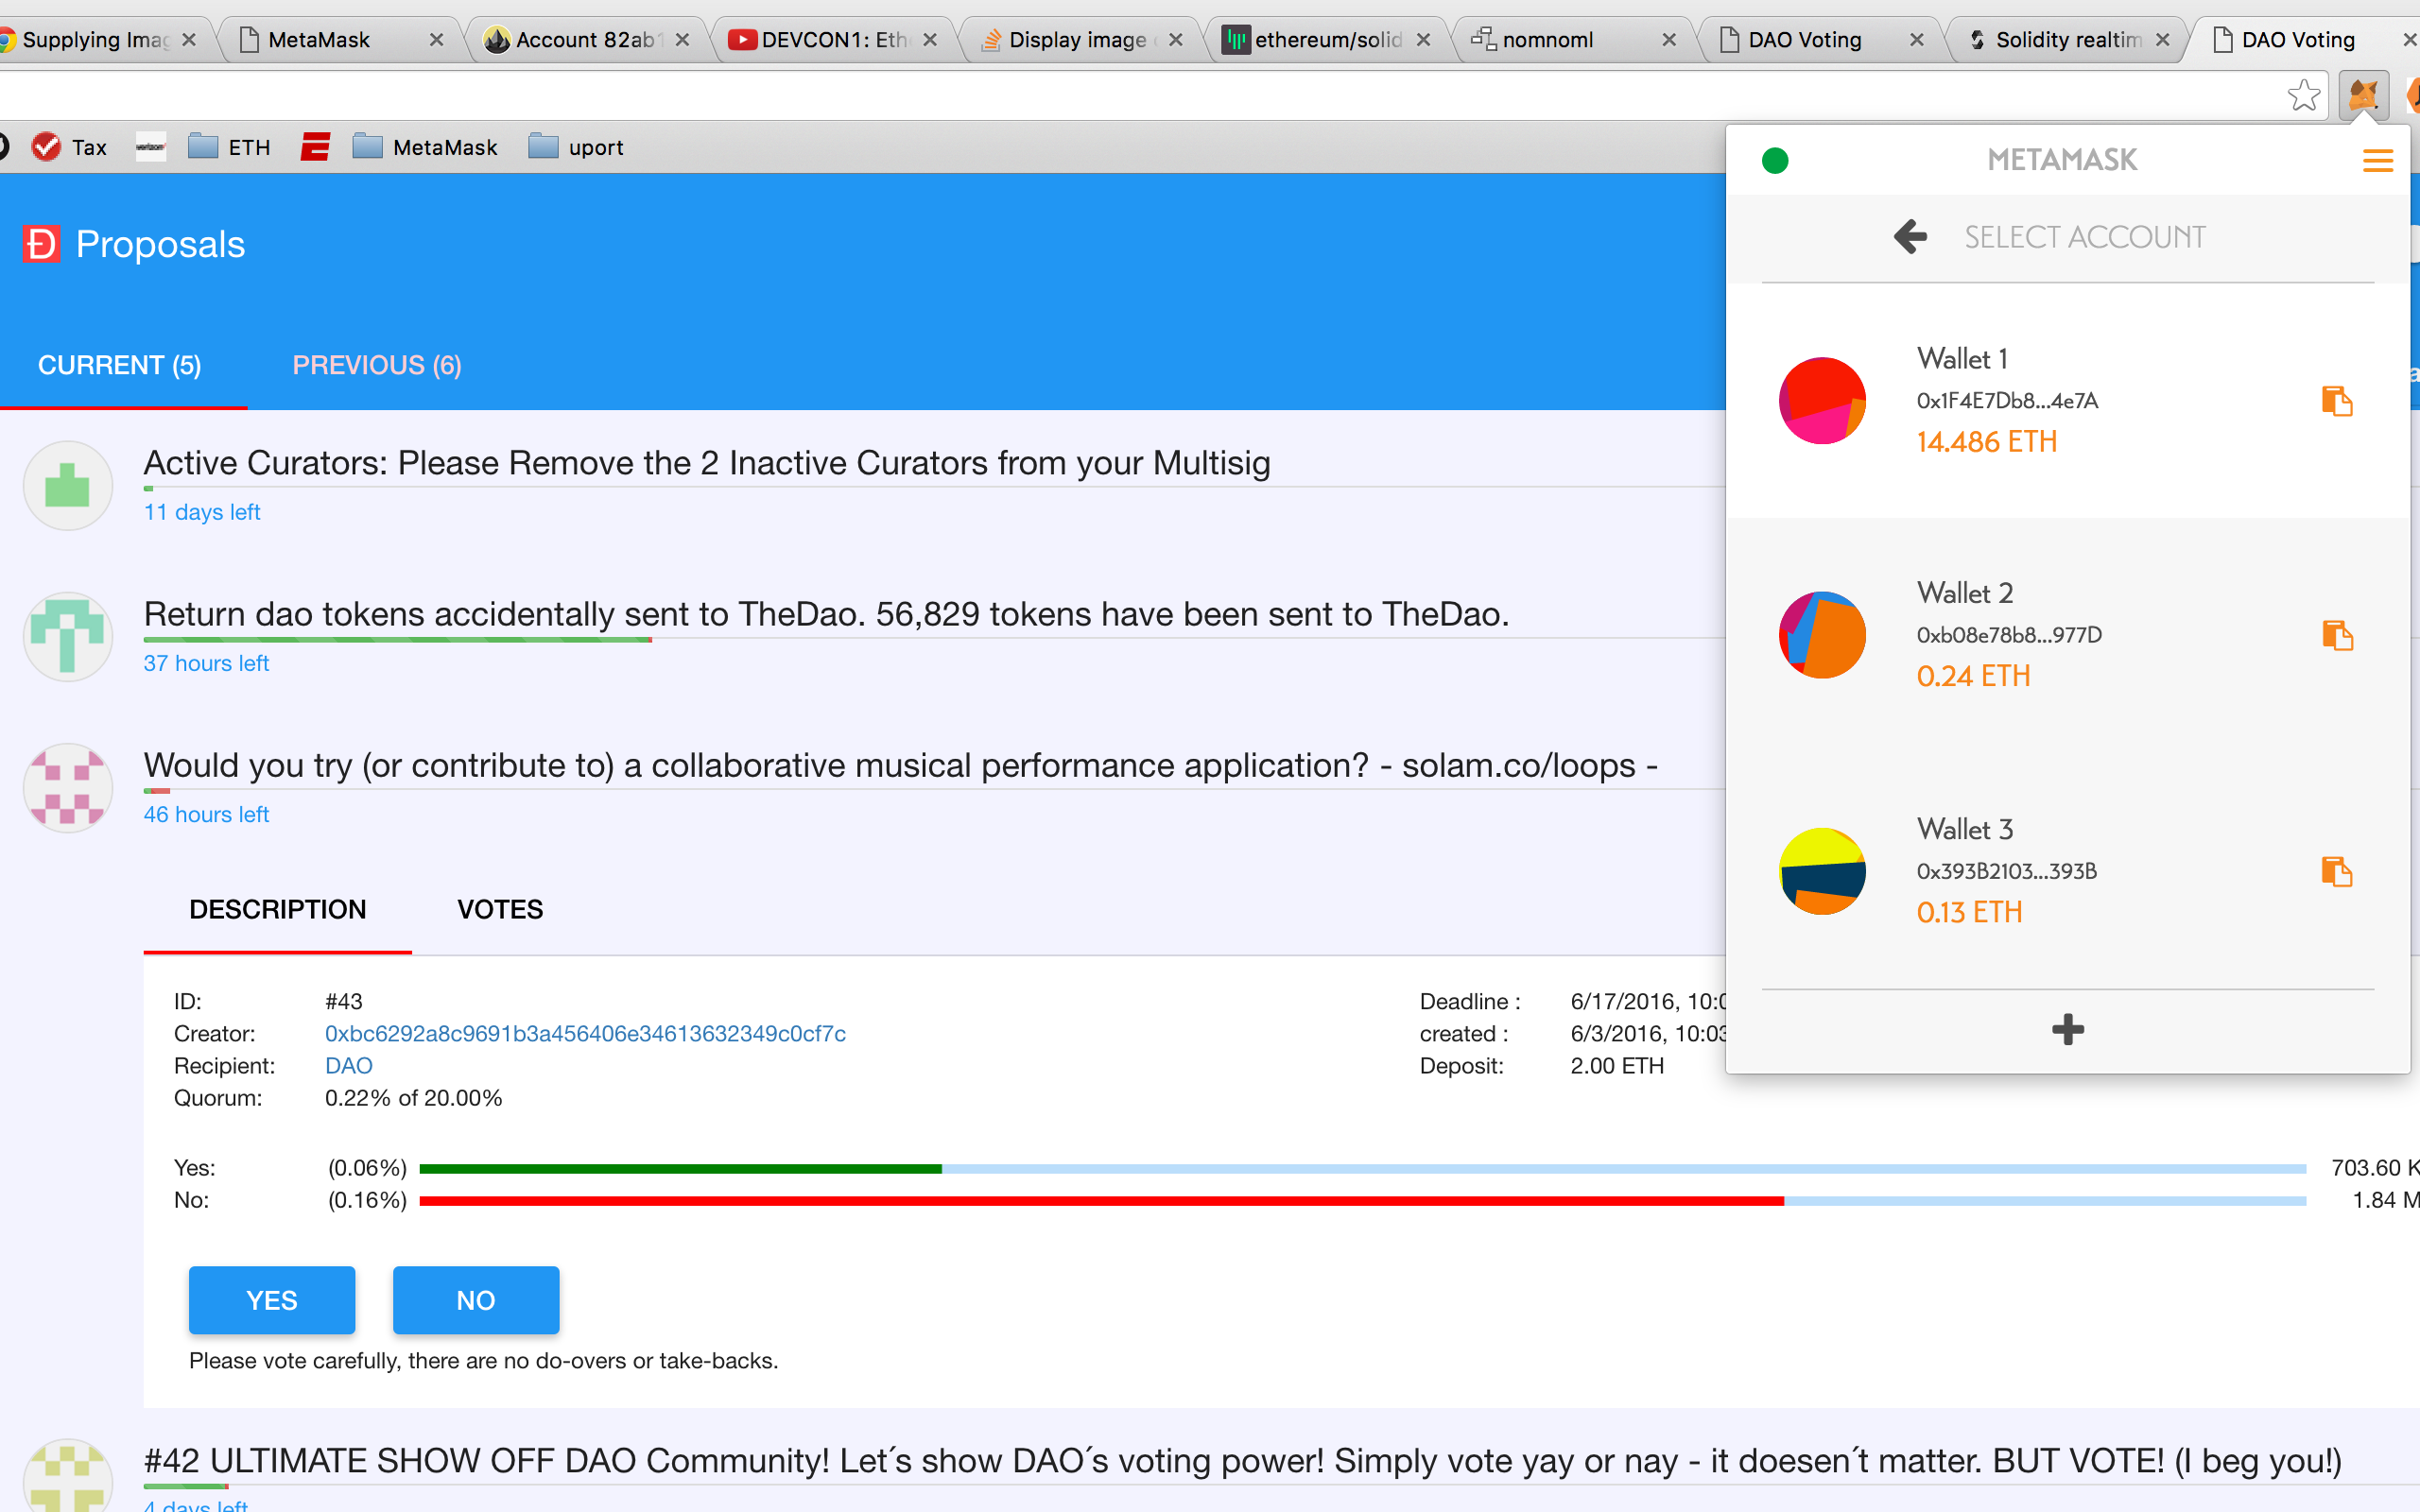 Supplying Imag
MetaMask
Account 82ab1
DEVCON1: Eth
Display image
ethereum/solid
nomnoml
DAO Voting
Solidity realtim
DAO Voting
Tax
ETH
MetaMask
uport
METAMASK
SELECT ACCOUNT
Wallet 1
0x1F4E7Db8...4e7A
14.486 ETH
Wallet 2
0xb08e78b8...977D
0.24 ETH
Wallet 3
0x393B2103...393B
0.13 ETH
Đ Proposals
CURRENT (5)
PREVIOUS (6)
Active Curators: Please Remove the 2 Inactive Curators from your Multisig
11 days left
Return dao tokens accidentally sent to TheDao. 56,829 tokens have been sent to TheDao.
37 hours left
Would you try (or contribute to) a collaborative musical performance application? - solam.co/loops -
46 hours left
DESCRIPTION
VOTES
ID: #43
Creator: 0xbc6292a8c9691b3a456406e34613632349c0cf7c
Recipient: DAO
Quorum: 0.22% of 20.00%
Deadline : 6/17/2016, 10:0
created : 6/3/2016, 10:03
Deposit: 2.00 ETH
Yes: (0.06%) 703.60 K
No: (0.16%) 1.84 M
YES
NO
Please vote carefully, there are no do-overs or take-backs.
#42 ULTIMATE SHOW OFF DAO Community! Let´s show DAO´s voting power! Simply vote yay or nay - it doesen´t matter. BUT VOTE! (I beg you!)
4 days left